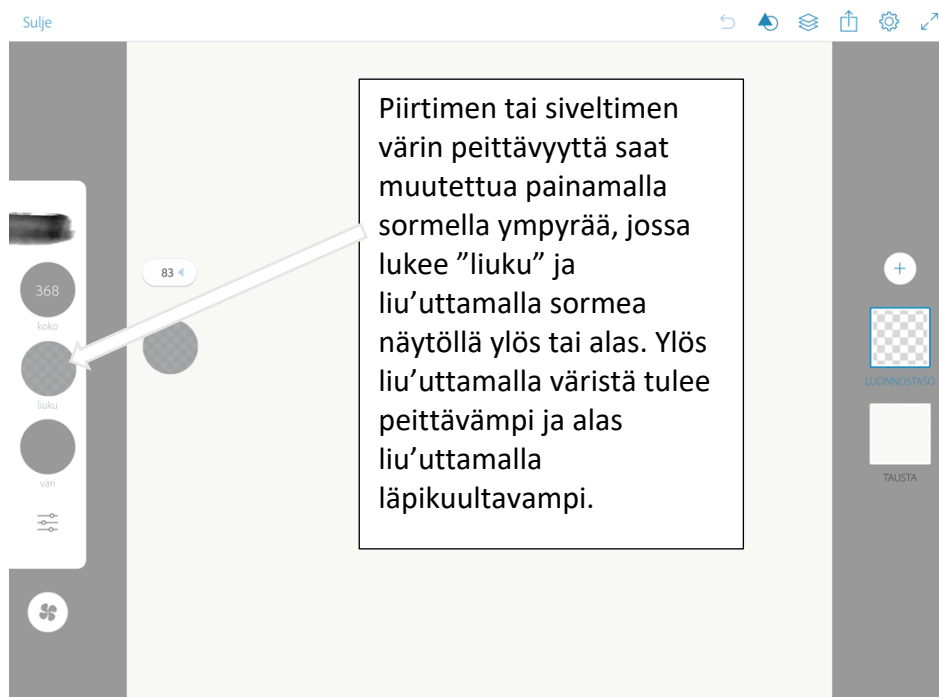 Sulje
Piirtimen tai siveltimen
värin peittävyyttä saat
muutettua painamalla
sormella ympyrää, jossa
lukee ”liuku” ja
liu’uttamalla sormea
näytöllä ylös tai alas. Ylös
liu’uttamalla väristä tulee
peittävämpi ja alas
liu’uttamalla
läpikuultavampi.
368
koko
liuku
väri
83
LUONNOSTASO
TAUSTA